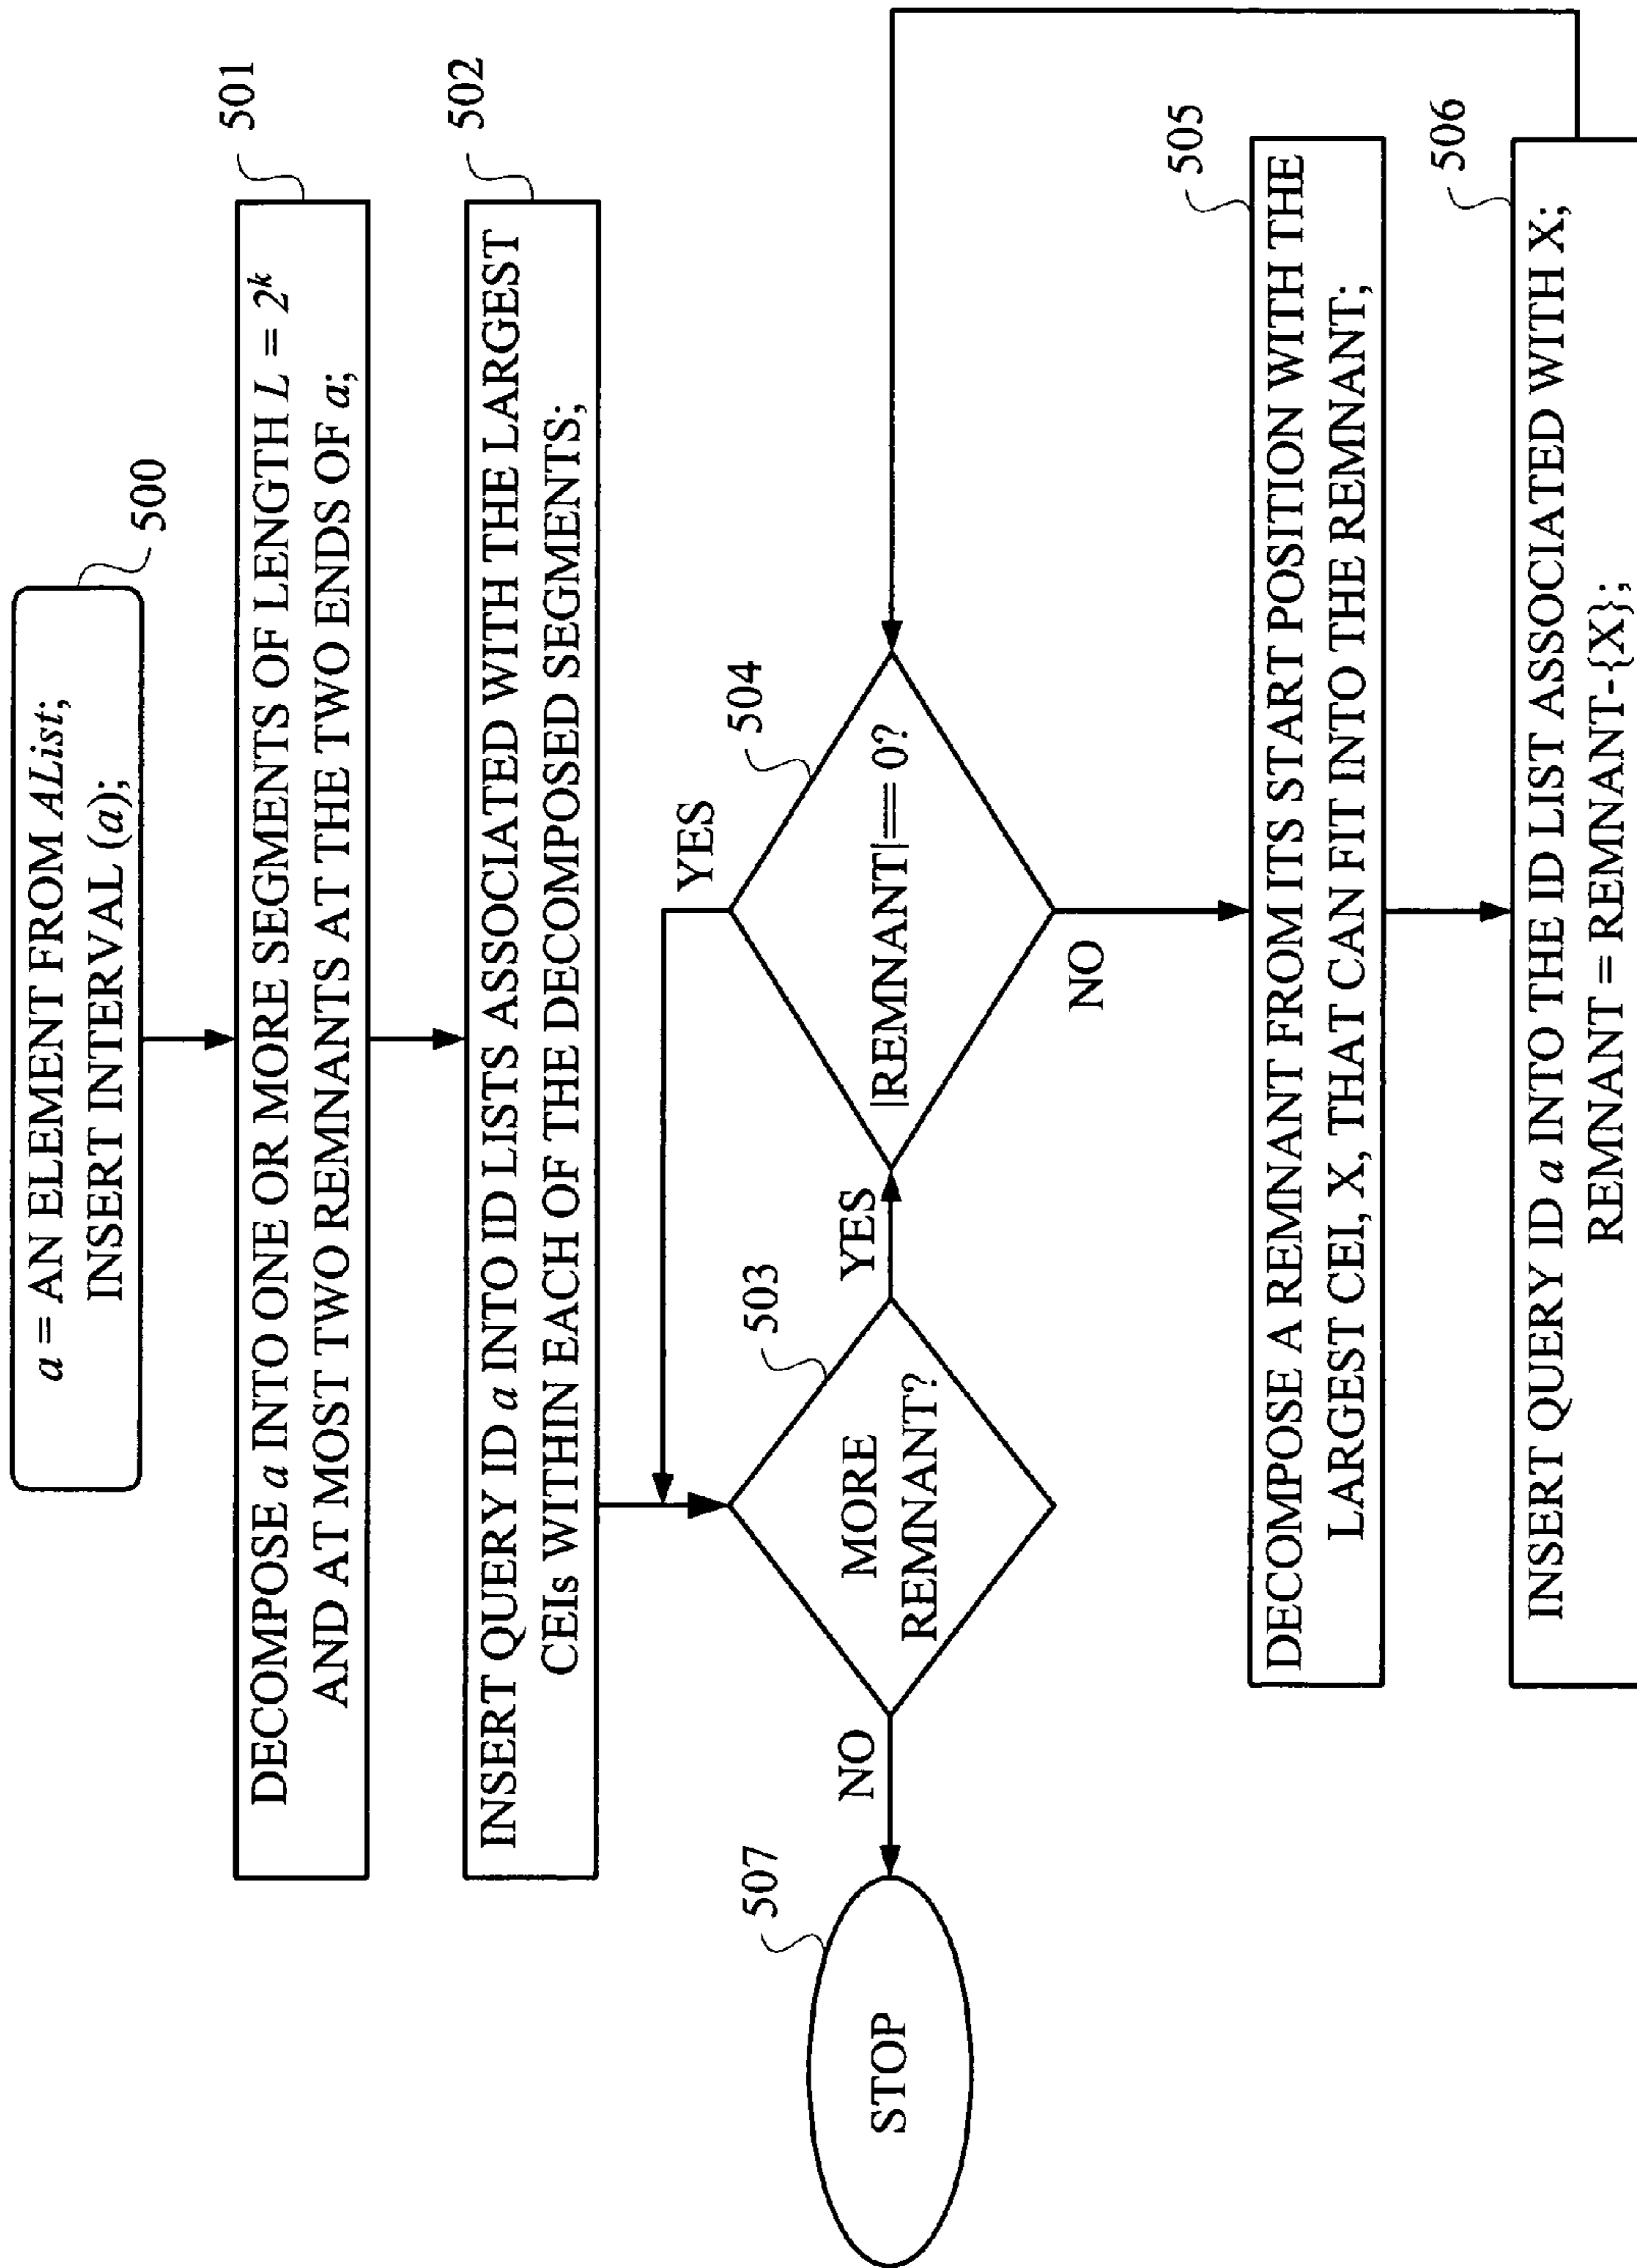 a = AN ELEMENT FROM AList;
INSERT INTERVAL (a);
500
DECOMPOSE a INTO ONE OR MORE SEGMENTS OF LENGTH L = 2^k
AND AT MOST TWO REMNANTS AT THE TWO ENDS OF a;
501
INSERT QUERY ID a INTO ID LISTS ASSOCIATED WITH THE LARGEST
CEIs WITHIN EACH OF THE DECOMPOSED SEGMENTS;
502
MORE
REMNANT?
503
YES
NO
|REMNANT|== 0?
504
YES
NO
STOP
507
DECOMPOSE A REMNANT FROM ITS START POSITION WITH THE
LARGEST CEI, X, THAT CAN FIT INTO THE REMNANT;
505
INSERT QUERY ID a INTO THE ID LIST ASSOCIATED WITH X;
REMNANT = REMNANT-{X};
506